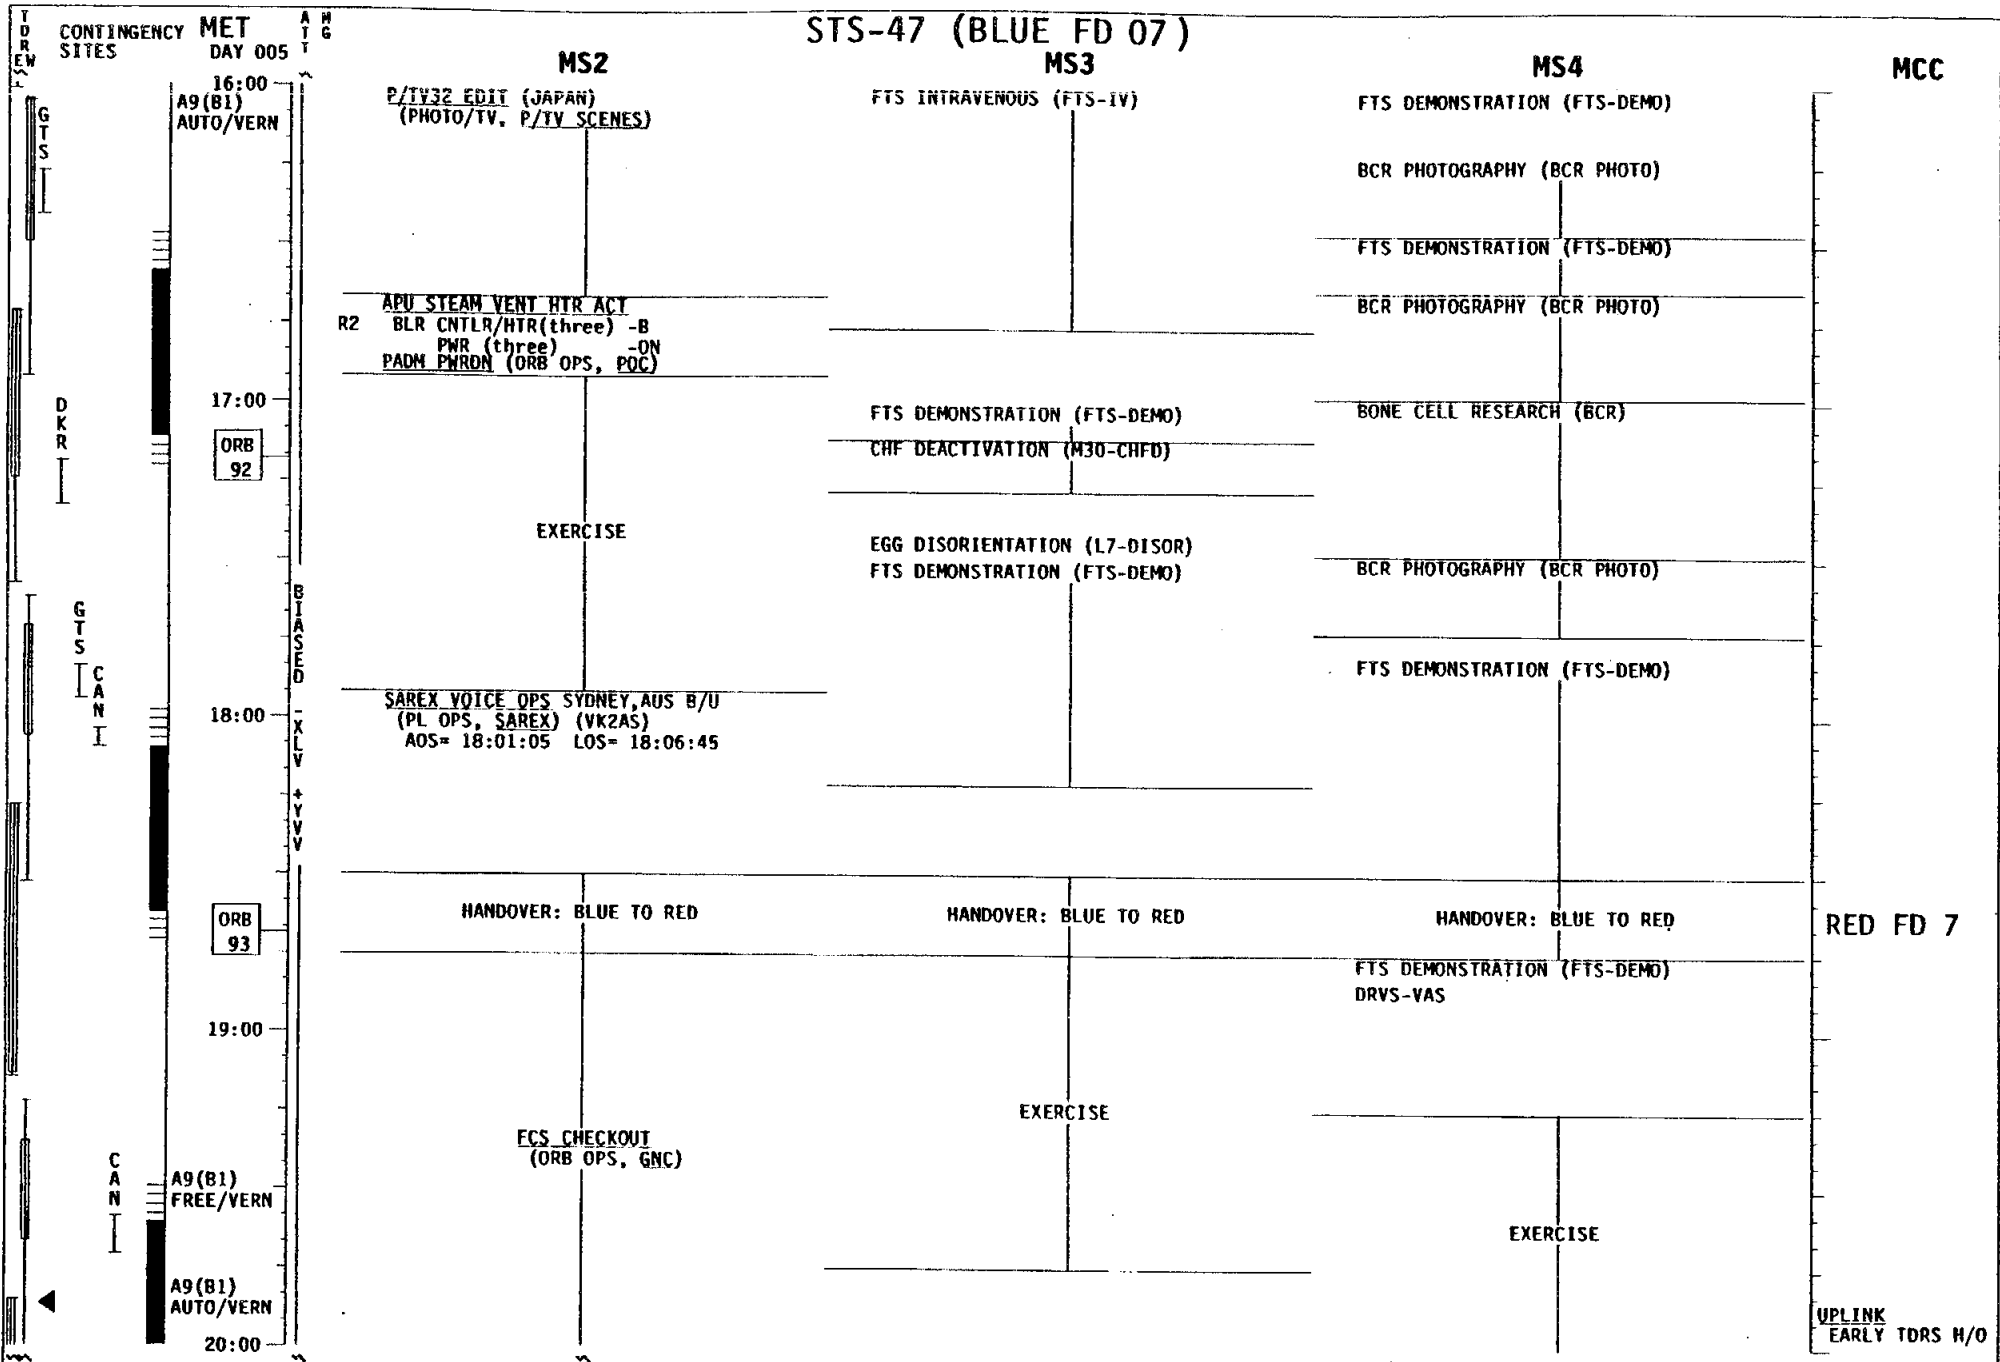 STS-47 (BLUE FD 07)
TDRE W
CONTINGENCY SITES
MET
DAY 005
ATT
MG
MS2
MS3
MS4
MCC
16:00
A9(B1)
AUTO/VERN
GTS
P/TV32 EDIT (JAPAN)
(PHOTO/TV, P/TV SCENES)
FTS INTRAVENOUS (FTS-IV)
FTS DEMONSTRATION (FTS-DEMO)
BCR PHOTOGRAPHY (BCR PHOTO)
FTS DEMONSTRATION (FTS-DEMO)
APU STEAM VENT HTR ACT
R2 BLR CNTLR/HTR(three) -B
PWR (three) -ON
PADM PWRDN (ORB OPS, POC)
BCR PHOTOGRAPHY (BCR PHOTO)
17:00
DKR
ORB
92
FTS DEMONSTRATION (FTS-DEMO)
CHF DEACTIVATION (M30-CHFD)
BONE CELL RESEARCH (BCR)
EXERCISE
EGG DISORIENTATION (L7-DISOR)
FTS DEMONSTRATION (FTS-DEMO)
BCR PHOTOGRAPHY (BCR PHOTO)
BIASED -XLV +YVV
GTS
CAN
FTS DEMONSTRATION (FTS-DEMO)
18:00
SAREX VOICE OPS SYDNEY,AUS B/U
(PL OPS, SAREX) (VK2AS)
AOS= 18:01:05 LOS= 18:06:45
ORB
93
HANDOVER: BLUE TO RED
HANDOVER: BLUE TO RED
HANDOVER: BLUE TO RED
RED FD 7
FTS DEMONSTRATION (FTS-DEMO)
DRVS-VAS
19:00
EXERCISE
FCS CHECKOUT
(ORB OPS, GNC)
CAN
A9(B1)
FREE/VERN
EXERCISE
A9(B1)
AUTO/VERN
20:00
UPLINK
EARLY TDRS H/O